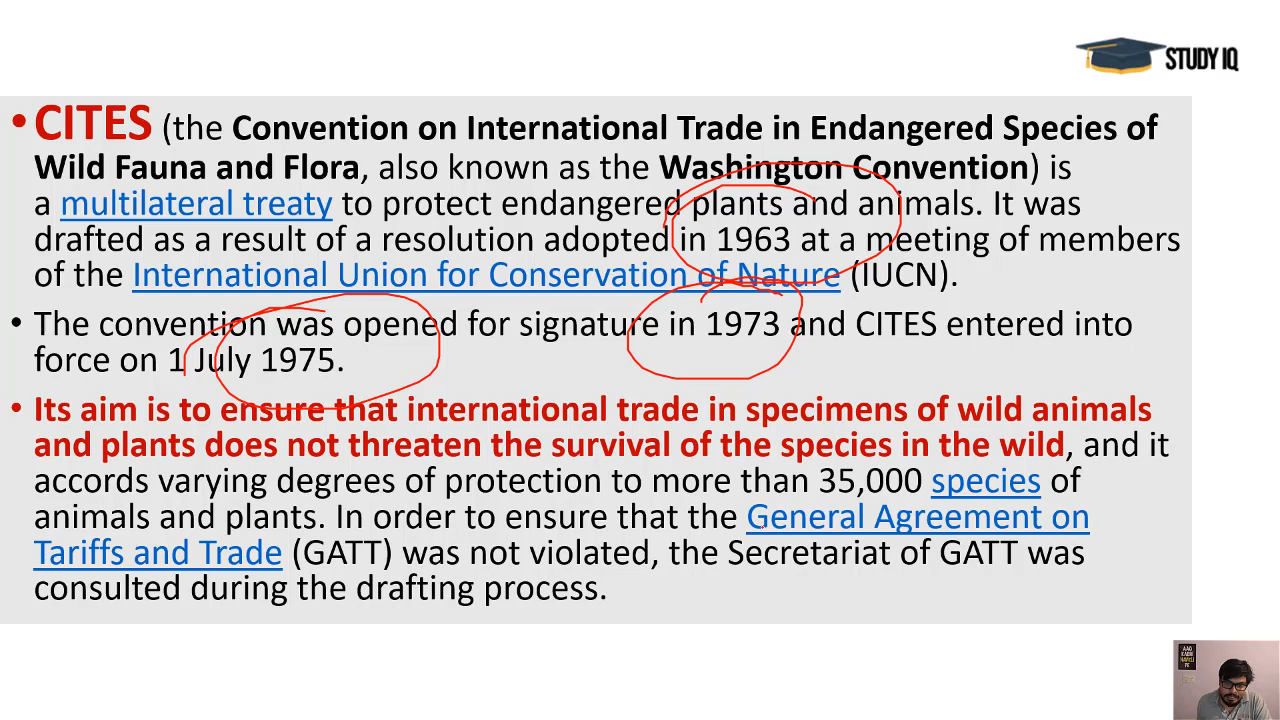 STUDY IQ
• CITES (the Convention on International Trade in Endangered Species of
Wild Fauna and Flora, also known as the Washington Convention) is
a multilateral treaty to protect endangered plants and animals. It was
drafted as a result of a resolution adopted in 1963 at a meeting of members
of the International Union for Conservation of Nature (IUCN).
• The convention was opened for signature in 1973 and CITES entered into
force on 1 July 1975.
• Its aim is to ensure that international trade in specimens of wild animals
and plants does not threaten the survival of the species in the wild, and it
accords varying degrees of protection to more than 35,000 species of
animals and plants. In order to ensure that the General Agreement on
Tariffs and Trade (GATT) was not violated, the Secretariat of GATT was
consulted during the drafting process.